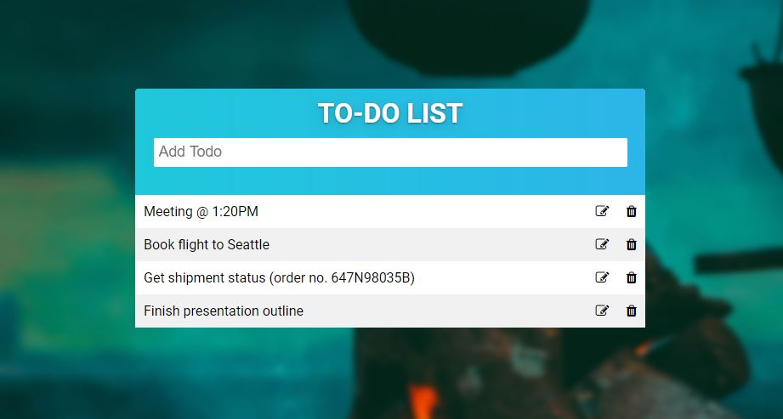 TO-DO LIST
Add Todo
Meeting @ 1:20PM
Book flight to Seattle
Get shipment status (order no. 647N98035B)
Finish presentation outline